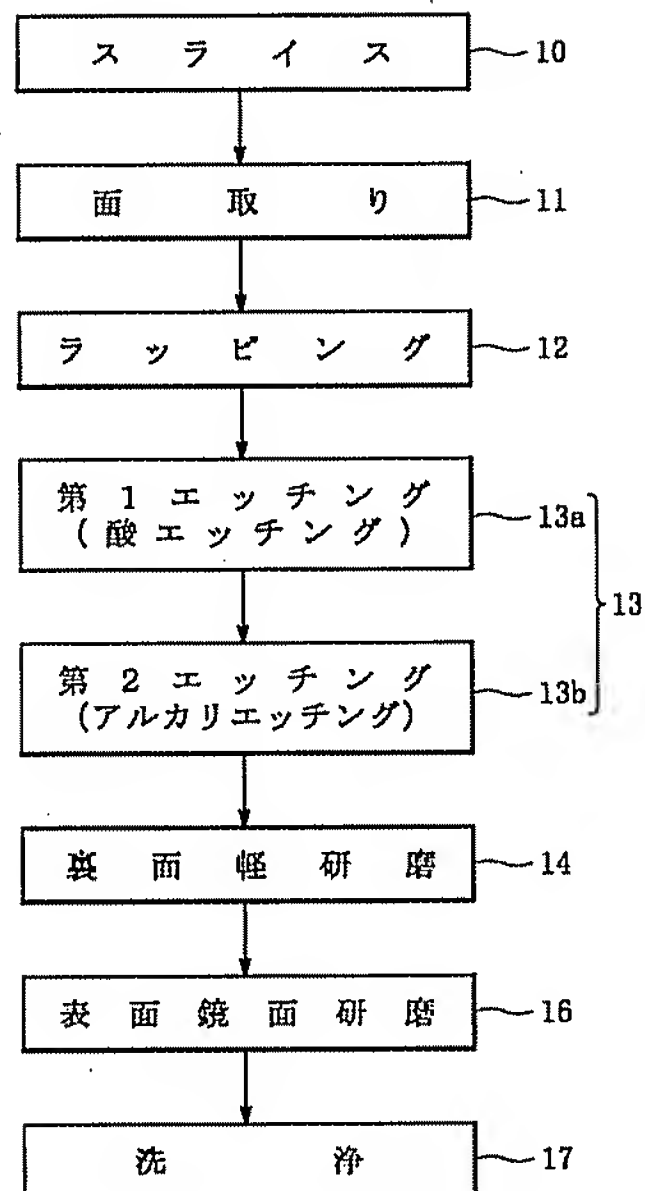 スライス 10
面取り 11
ラッピング 12
第1エッチング
(酸エッチング) 13a
13
第2エッチング
(アルカリエッチング) 13b
裏面軽研磨 14
表面鏡面研磨 16
洗浄 17